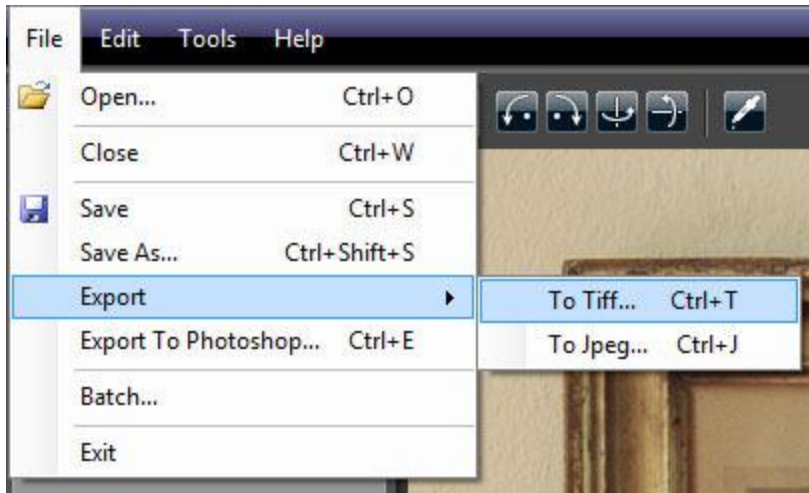 File Edit Tools Help
Open... Ctrl+O
Close Ctrl+W
Save Ctrl+S
Save As... Ctrl+Shift+S
Export
To Tiff... Ctrl+T
Export To Photoshop... Ctrl+E
To Jpeg... Ctrl+J
Batch...
Exit